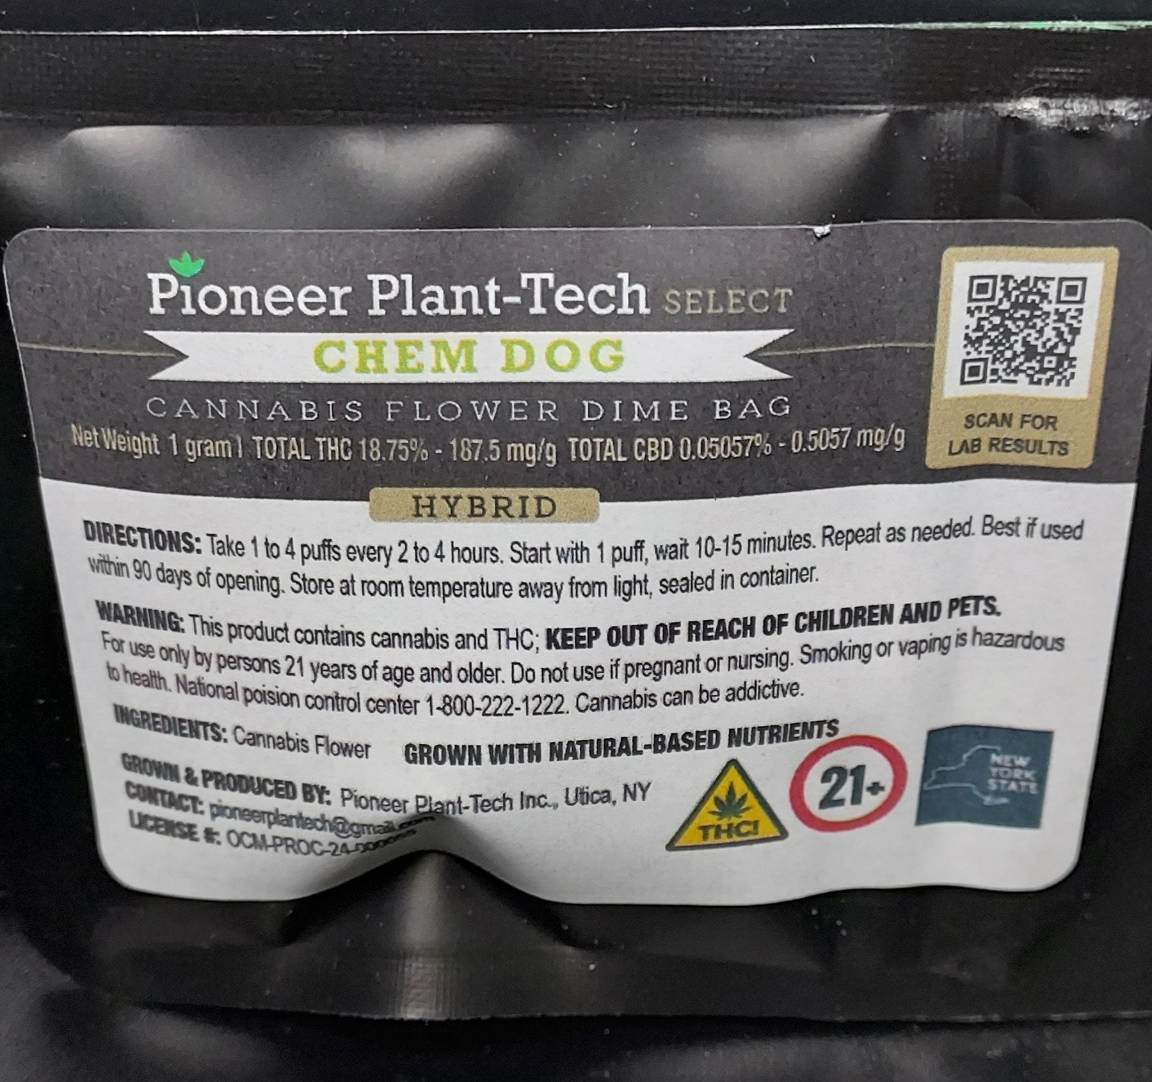 Pioneer Plant-Tech SELECT
CHEM DOG
CANNABIS FLOWER DIME BAG
Net Weight 1 gram | TOTAL THC 18.75% - 187.5 mg/g TOTAL CBD 0.05057% - 0.5057 mg/g
SCAN FOR
LAB RESULTS
HYBRID
DIRECTIONS: Take 1 to 4 puffs every 2 to 4 hours. Start with 1 puff, wait 10-15 minutes. Repeat as needed. Best if used
within 90 days of opening. Store at room temperature away from light, sealed in container.
WARNING: This product contains cannabis and THC; KEEP OUT OF REACH OF CHILDREN AND PETS.
For use only by persons 21 years of age and older. Do not use if pregnant or nursing. Smoking or vaping is hazardous
to health. National poision control center 1-800-222-1222. Cannabis can be addictive.
INGREDIENTS: Cannabis Flower GROWN WITH NATURAL-BASED NUTRIENTS
GROWN & PRODUCED BY: Pioneer Plant-Tech Inc., Utica, NY
CONTACT: pioneerplantech@gmail.com
LICENSE #:
THC!
21+
NEW
YORK
STATE